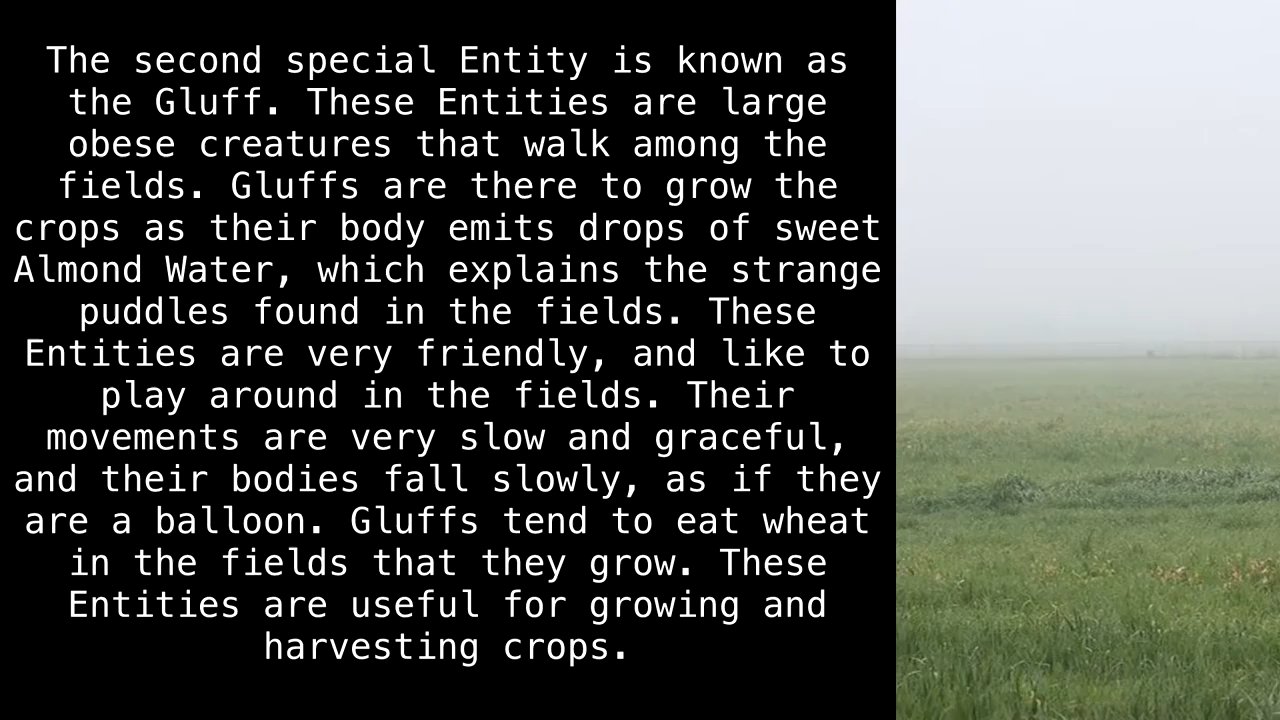 The second special Entity is known as
the Gluff. These Entities are large
obese creatures that walk among the
fields. Gluffs are there to grow the
crops as their body emits drops of sweet
Almond Water, which explains the strange
puddles found in the fields. These
Entities are very friendly, and like to
play around in the fields. Their
movements are very slow and graceful,
and their bodies fall slowly, as if they
are a balloon. Gluffs tend to eat wheat
in the fields that they grow. These
Entities are useful for growing and
harvesting crops.